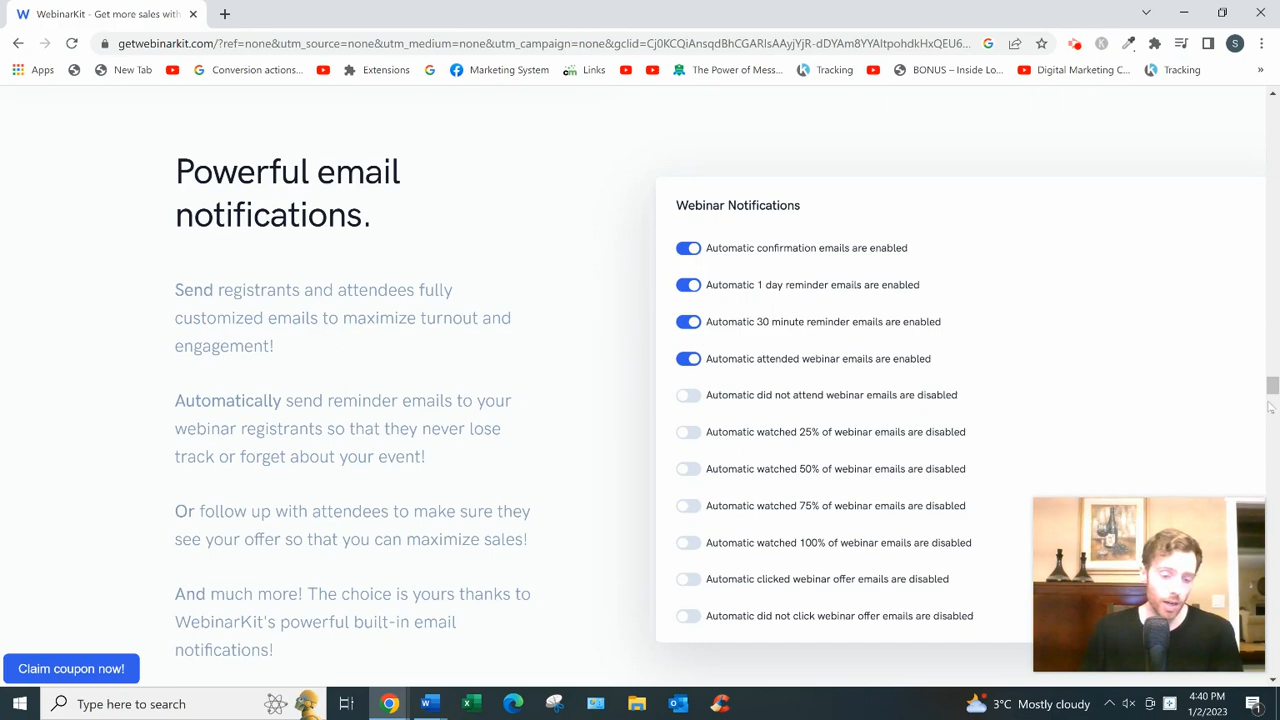 WebinarKit - Get more sales with
getwebinarkit.com/?ref=none&utm_source=none&utm_medium=none&utm_campaign=none&gclid=Cj0KCQiAnsqdBhCGARIsAAyjYjR-dDYAm8YYAItpohdkHxQEU6...
Apps New Tab Conversion actions... Extensions Marketing System Links The Power of Mess... Tracking BONUS – Inside Lo... Digital Marketing C... Tracking »
Powerful email
notifications.
Send registrants and attendees fully
customized emails to maximize turnout and
engagement!
Automatically send reminder emails to your
webinar registrants so that they never lose
track or forget about your event!
Or follow up with attendees to make sure they
see your offer so that you can maximize sales!
And much more! The choice is yours thanks to
WebinarKit's powerful built-in email
notifications!
Webinar Notifications
Automatic confirmation emails are enabled
Automatic 1 day reminder emails are enabled
Automatic 30 minute reminder emails are enabled
Automatic attended webinar emails are enabled
Automatic did not attend webinar emails are disabled
Automatic watched 25% of webinar emails are disabled
Automatic watched 50% of webinar emails are disabled
Automatic watched 75% of webinar emails are disabled
Automatic watched 100% of webinar emails are disabled
Automatic clicked webinar offer emails are disabled
Automatic did not click webinar offer emails are disabled
Claim coupon now!
Type here to search
3°C Mostly cloudy
4:40 PM
1/2/2023